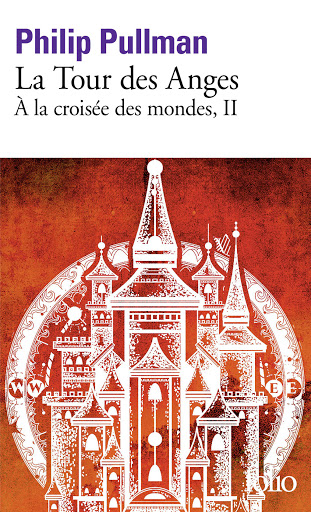 Philip Pullman
La Tour des Anges
À la croisée des mondes, II
W W E E
folio